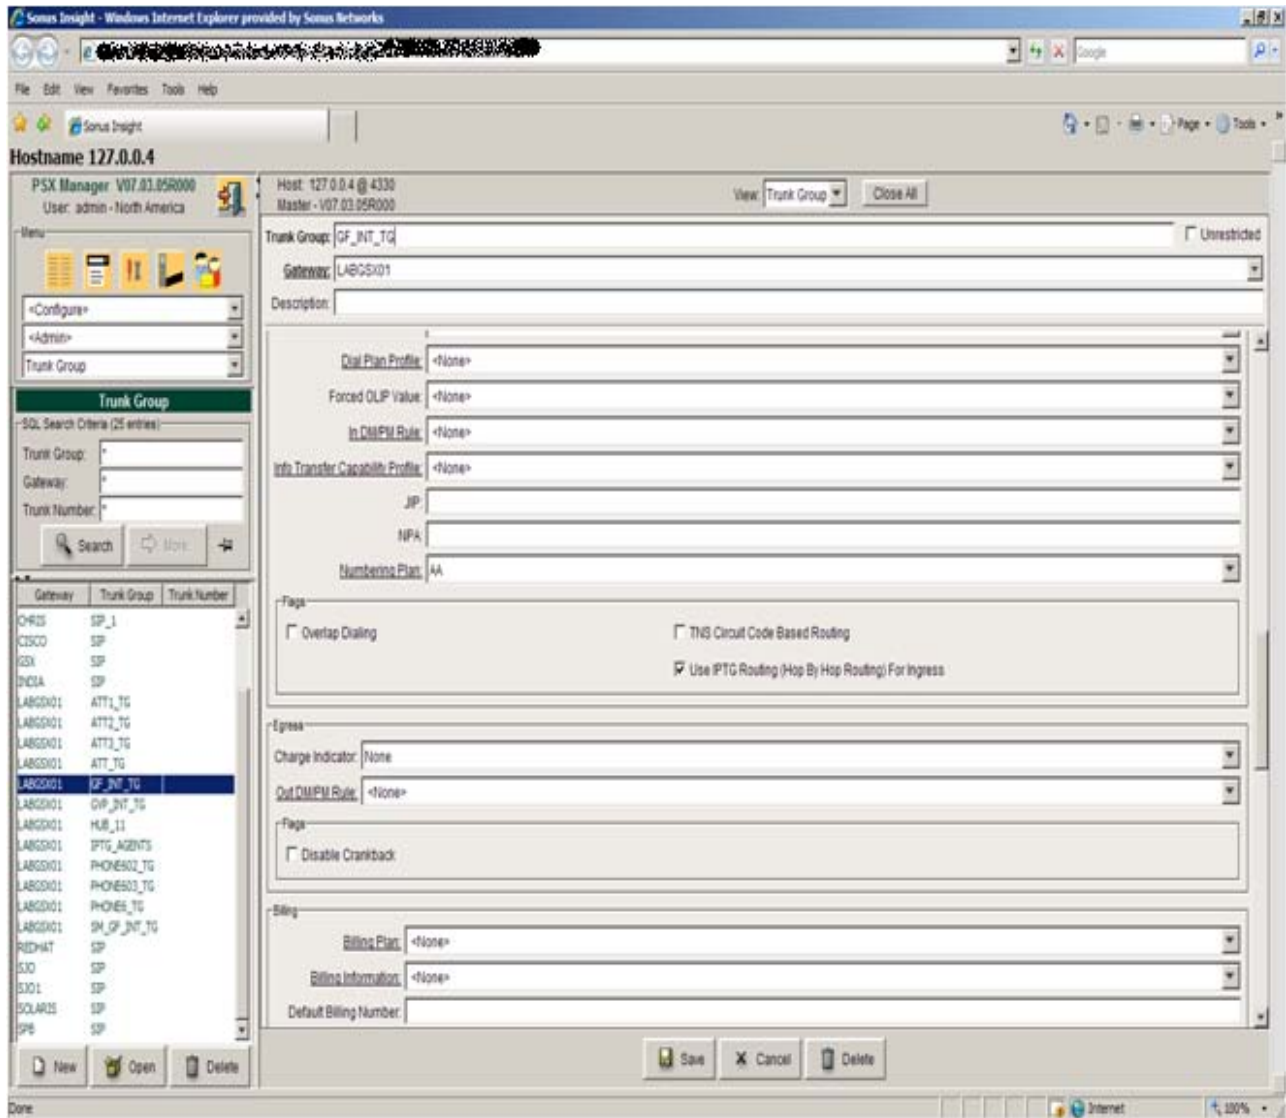 Sonus Insight - Windows Internet Explorer provided by Sonus Networks
Google
File Edit View Favorites Tools Help
Sonus Insight
Page Tools
Hostname 127.0.0.4
PSX Manager V07.03.05R000
User: admin - North America
Host: 127.0.0.4 @ 4330
Master - V07.03.05R000
View: Trunk Group
Close All
Menu
<Configure>
<Admin>
Trunk Group
Trunk Group
SQL Search Criteria (25 entries)
Trunk Group: *
Gateway: *
Trunk Number: *
Search
More
Gateway Trunk Group Trunk Number
CHRIS SIP_1
CISCO SIP
GSX SIP
INDIA SIP
LABGSX01 ATT1_TG
LABGSX01 ATT2_TG
LABGSX01 ATT3_TG
LABGSX01 ATT_TG
LABGSX01 GF_INT_TG
LABGSX01 GVP_INT_TG
LABGSX01 HUB_11
LABGSX01 IPTG_AGENTS
LABGSX01 PHONE602_TG
LABGSX01 PHONE603_TG
LABGSX01 PHONE6_TG
LABGSX01 SM_GF_INT_TG
REDHAT SIP
SJO SIP
SJO1 SIP
SOLARIS SIP
SPB SIP
New
Open
Delete
Trunk Group: GF_INT_TG
Unrestricted
Gateway: LABGSX01
Description:
Dial Plan Profile: <None>
Forced OLIP Value: <None>
In DM/PM Rule: <None>
Info Transfer Capability Profile: <None>
JIP:
NPA:
Numbering Plan: AA
Flags
Overlap Dialing
TNS Circuit Code Based Routing
Use IPTG Routing (Hop By Hop Routing) For Ingress
Egress
Charge Indicator: None
Out DM/PM Rule: <None>
Flags
Disable Crankback
Billing
Billing Plan: <None>
Billing Information: <None>
Default Billing Number:
Save
Cancel
Delete
Done
Internet
100%